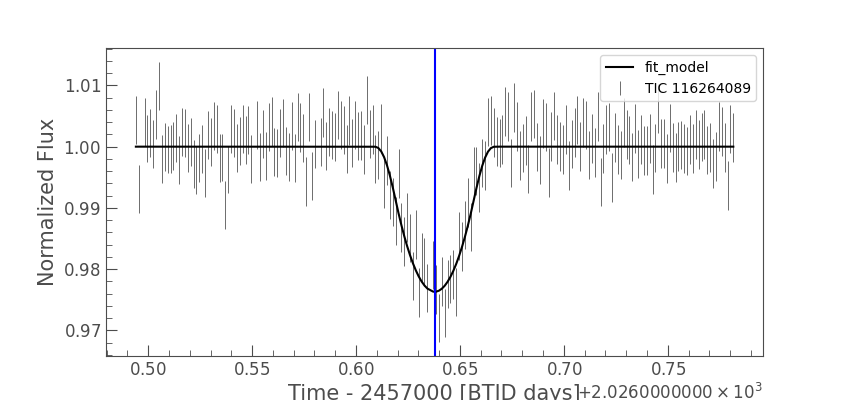 fit_model
TIC 116264089
1.01
1.00
0.99
0.98
0.97
Normalized Flux
0.50
0.55
0.60
0.65
0.70
0.75
Time - 2457000 [BTJD days]
+2.0260000000 × 10³